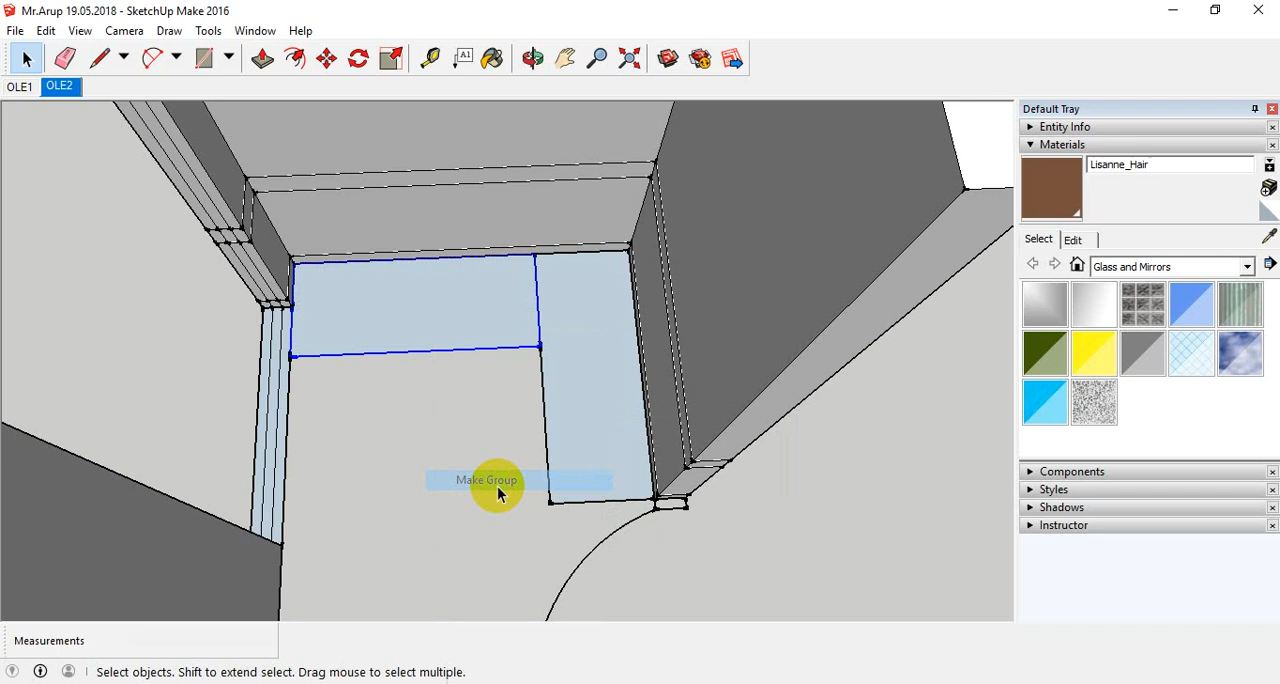 Mr.Arup 19.05.2018 - SketchUp Make 2016
File Edit View Camera Draw Tools Window Help
A1
OLE1 OLE2
Default Tray
Entity Info
Materials
Lisanne_Hair
Select Edit
Glass and Mirrors
Make Group
Components
Styles
Shadows
Instructor
Measurements
Select objects. Shift to extend select. Drag mouse to select multiple.